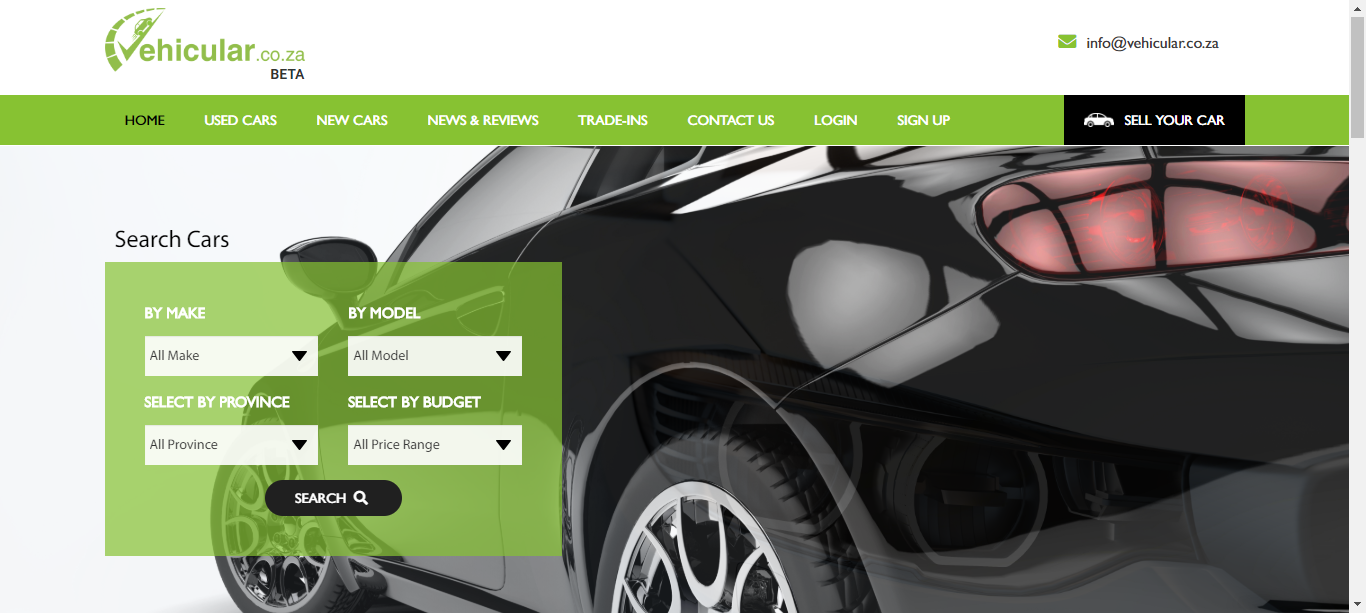 Vehicular.co.za
BETA
info@vehicular.co.za
HOME USED CARS NEW CARS NEWS & REVIEWS TRADE-INS CONTACT US LOGIN SIGN UP SELL YOUR CAR
Search Cars
BY MAKE BY MODEL
All Make All Model
SELECT BY PROVINCE SELECT BY BUDGET
All Province All Price Range
SEARCH